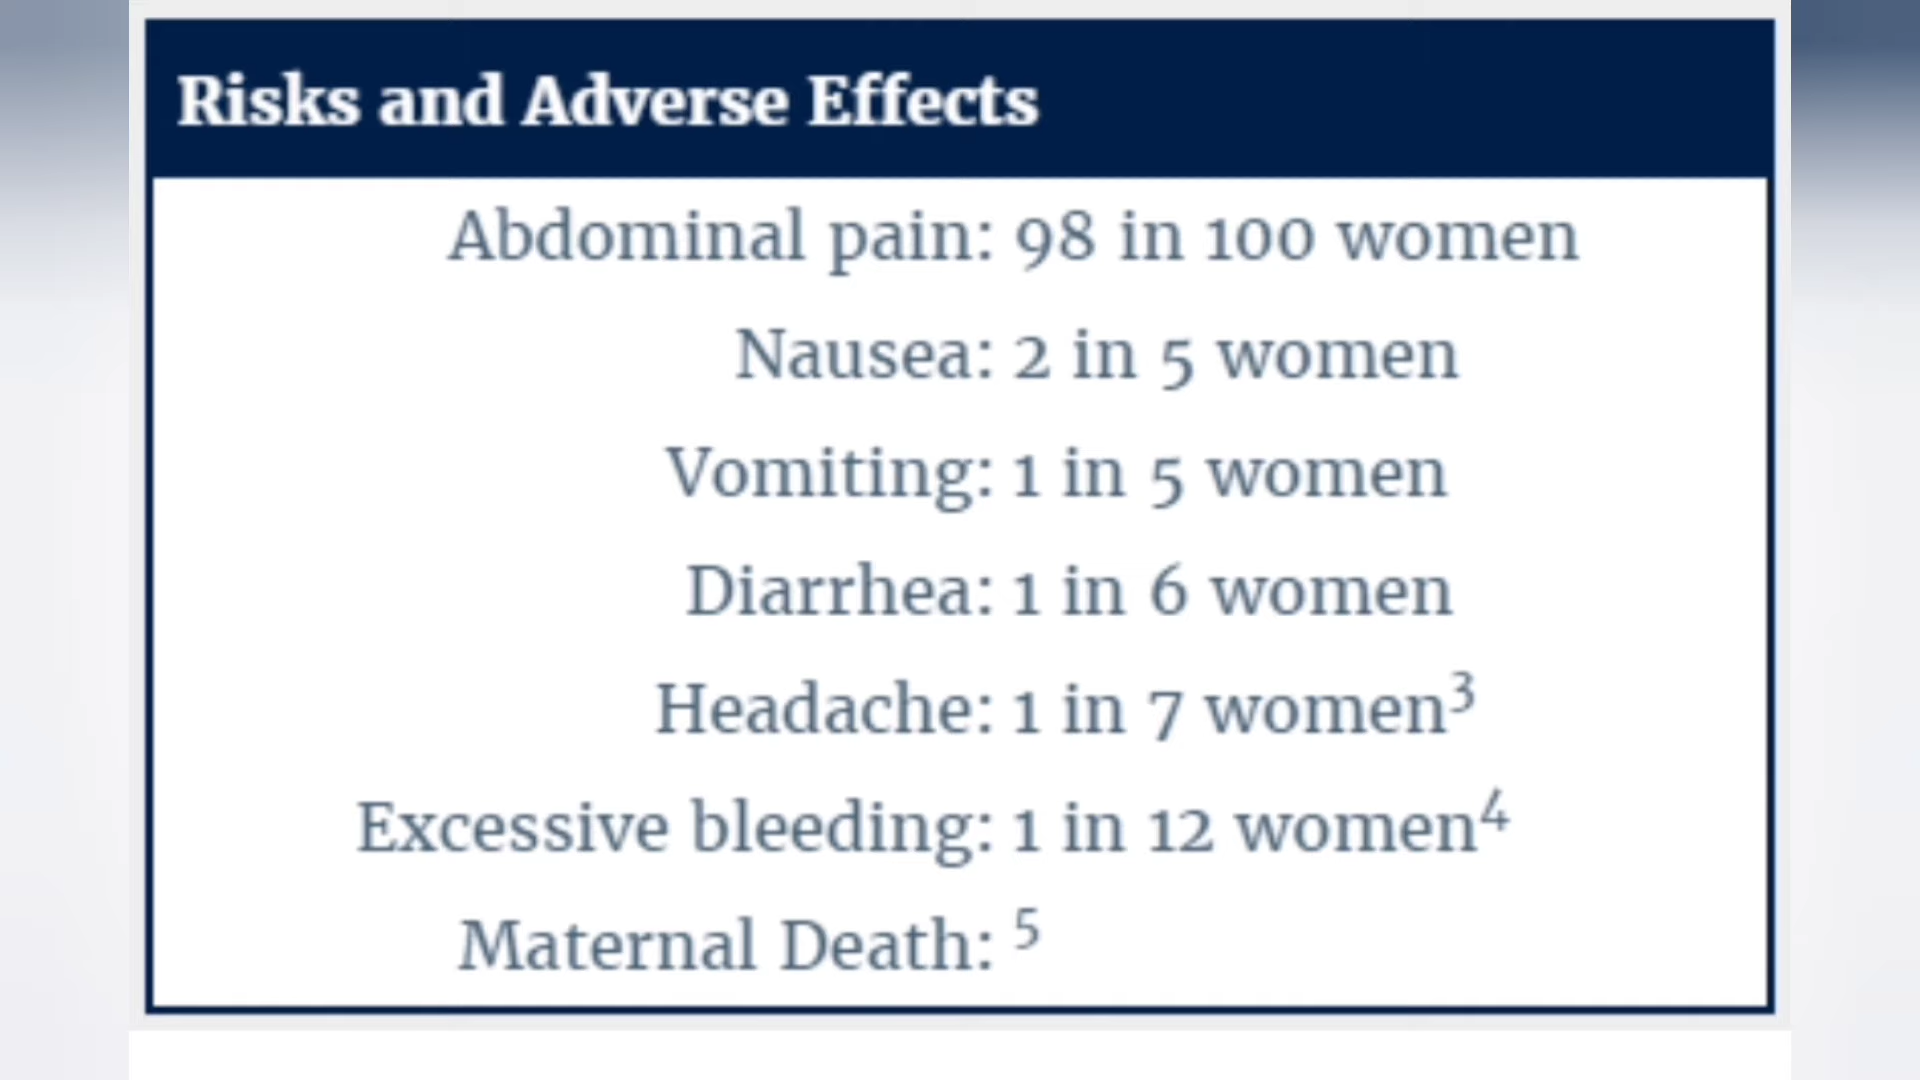 Risks and Adverse Effects
Abdominal pain: 98 in 100 women
Nausea: 2 in 5 women
Vomiting: 1 in 5 women
Diarrhea: 1 in 6 women
Headache: 1 in 7 women³
Excessive bleeding: 1 in 12 women⁴
Maternal Death: ⁵